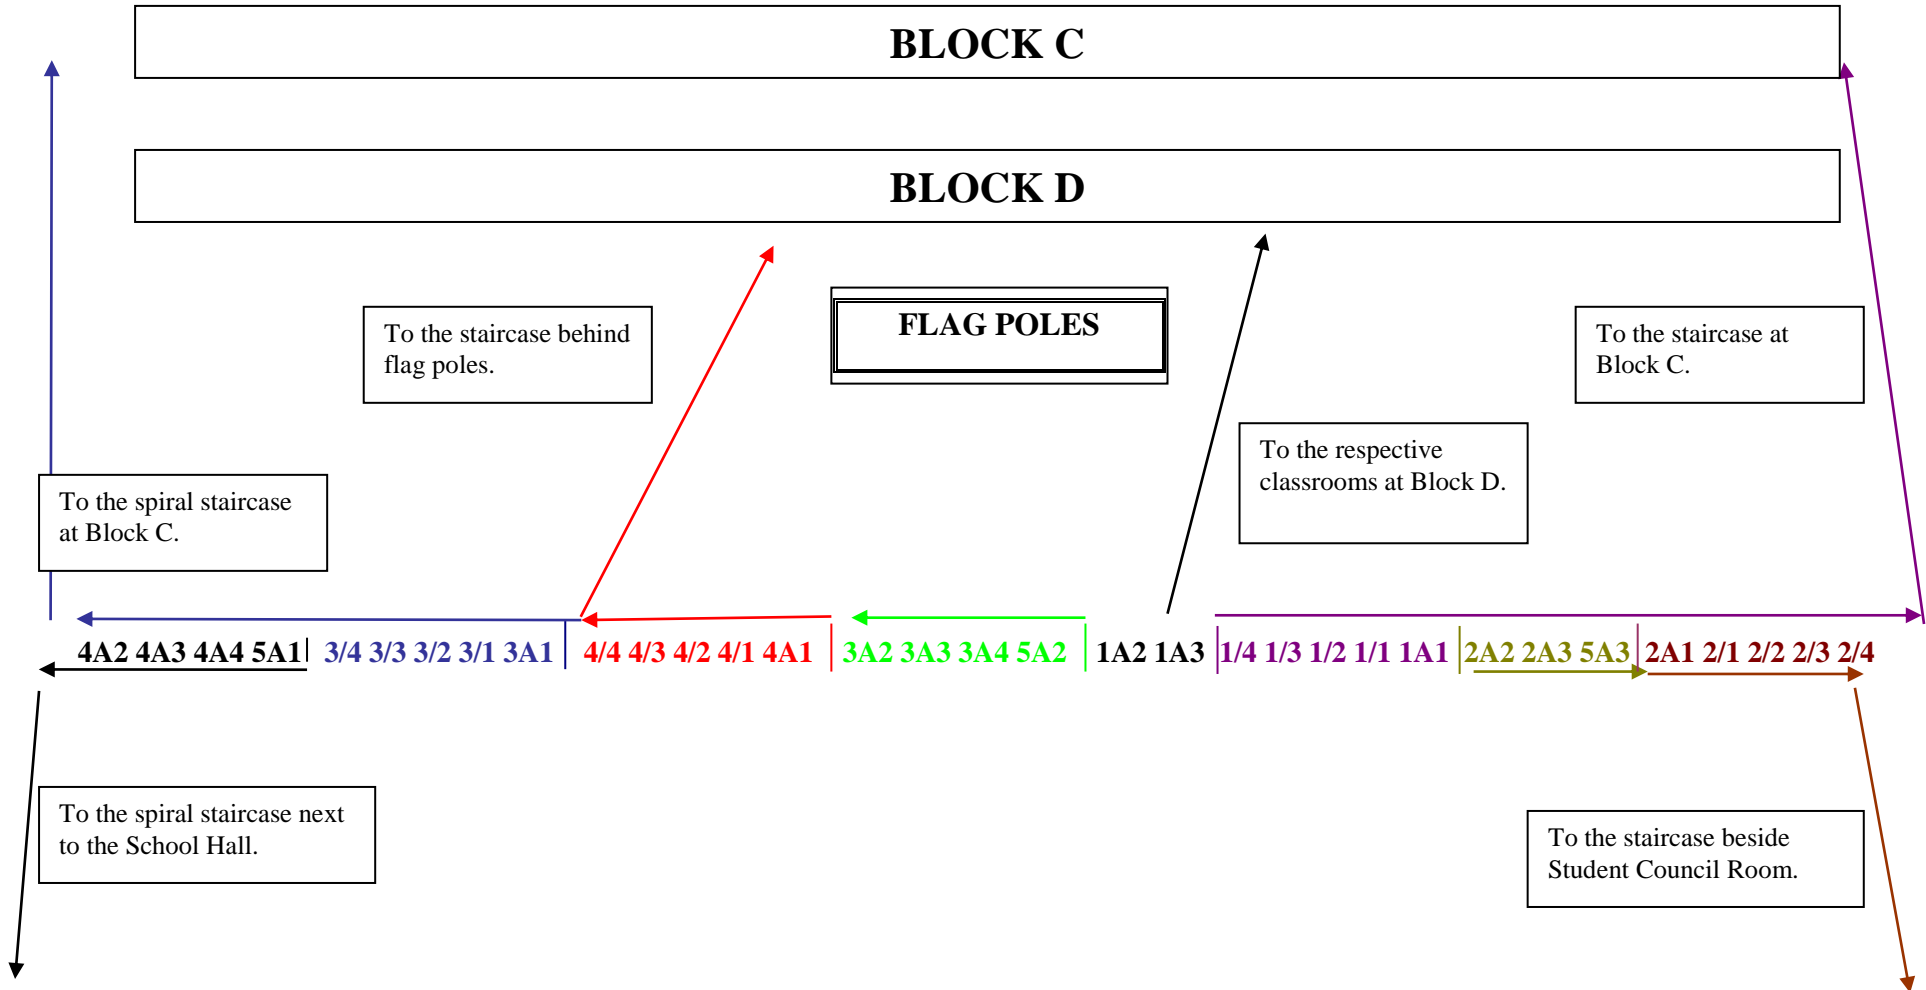 BLOCK C
BLOCK D
FLAG POLES
To the staircase behind
flag poles.
To the staircase at
Block C.
To the respective
classrooms at Block D.
To the spiral staircase
at Block C.
4A2 4A3 4A4 5A1 3/4 3/3 3/2 3/1 3A1 4/4 4/3 4/2 4/1 4A1 3A2 3A3 3A4 5A2 1A2 1A3 1/4 1/3 1/2 1/1 1A1 2A2 2A3 5A3 2A1 2/1 2/2 2/3 2/4
To the spiral staircase next
to the School Hall.
To the staircase beside
Student Council Room.